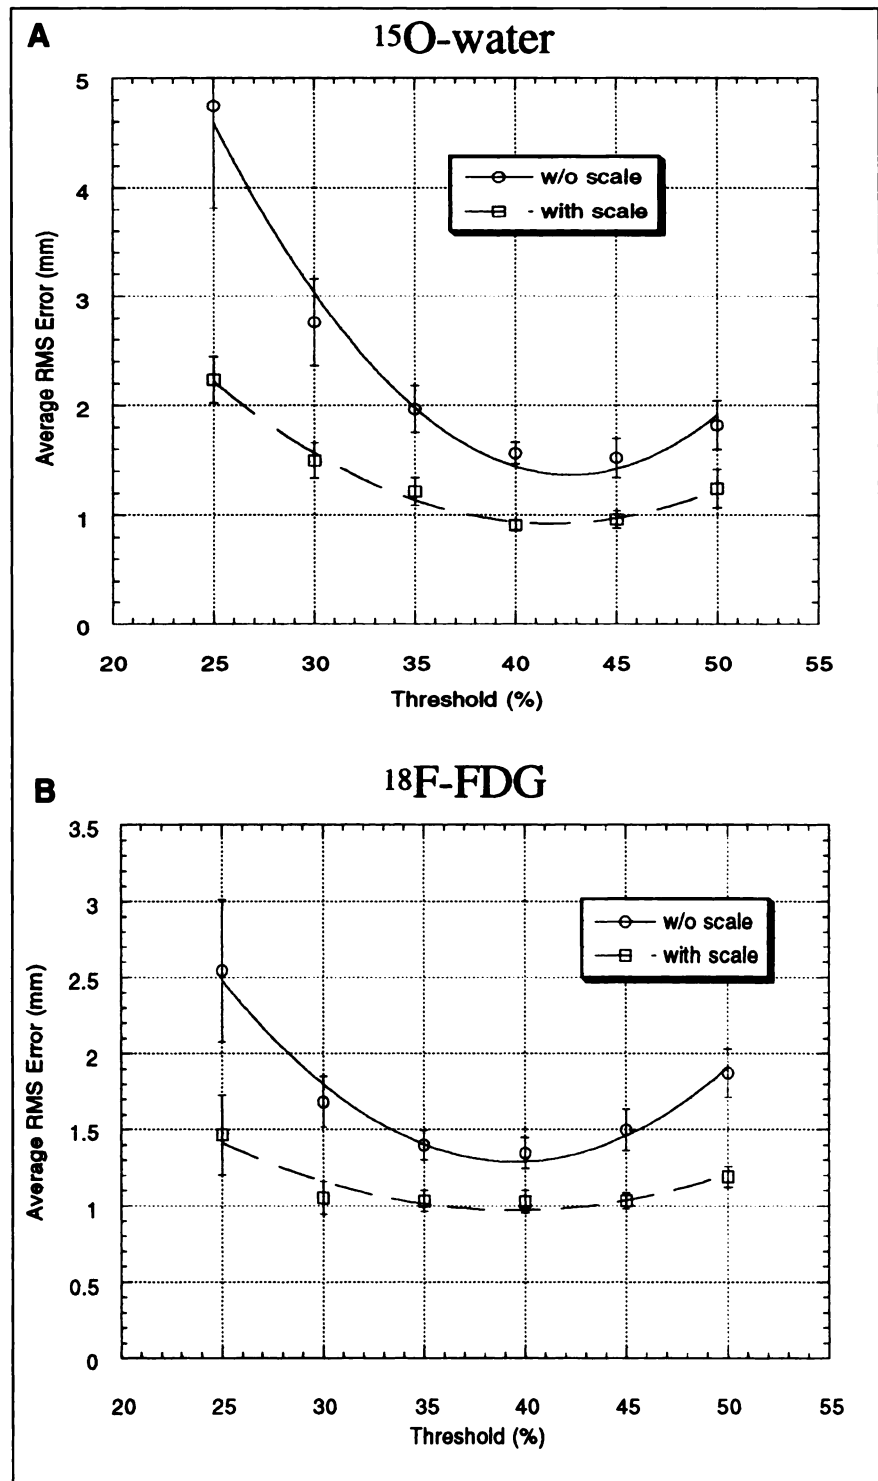 A
¹⁵O-water
5
4
3
2
1
0
Average RMS Error (mm)
w/o scale
with scale
20 25 30 35 40 45 50 55
Threshold (%)
B
¹⁸F-FDG
3.5
3
2.5
2
1.5
1
0.5
0
Average RMS Error (mm)
w/o scale
with scale
20 25 30 35 40 45 50 55
Threshold (%)